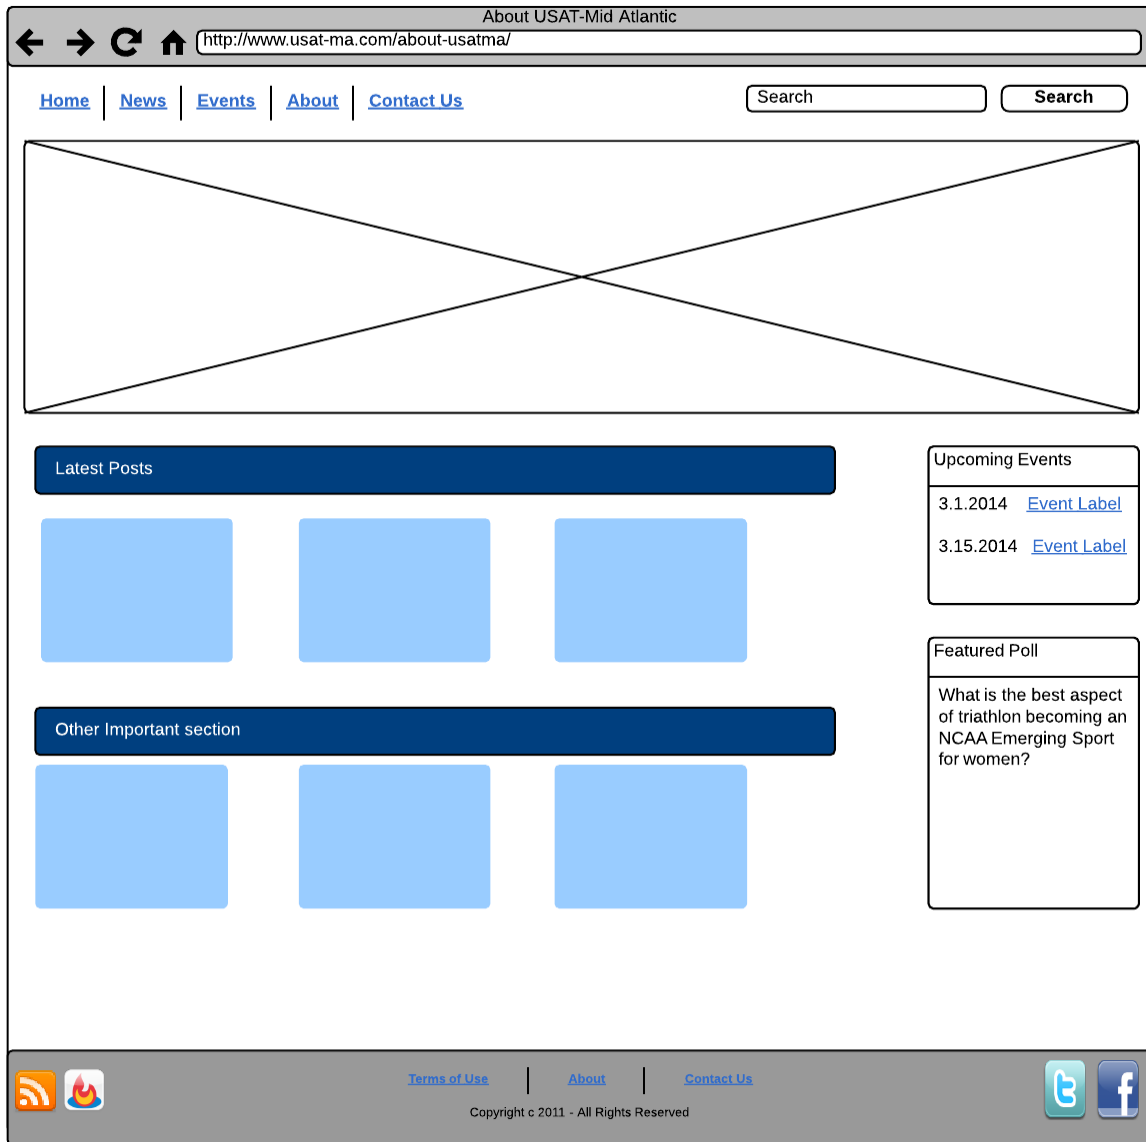 About USAT-Mid Atlantic
http://www.usat-ma.com/about-usatma/
Home News Events About Contact Us Search Search
Latest Posts
Other Important section
Upcoming Events
3.1.2014 Event Label
3.15.2014 Event Label
Featured Poll
What is the best aspect
of triathlon becoming an
NCAA Emerging Sport
for women?
Terms of Use About Contact Us
Copyright c 2011 - All Rights Reserved